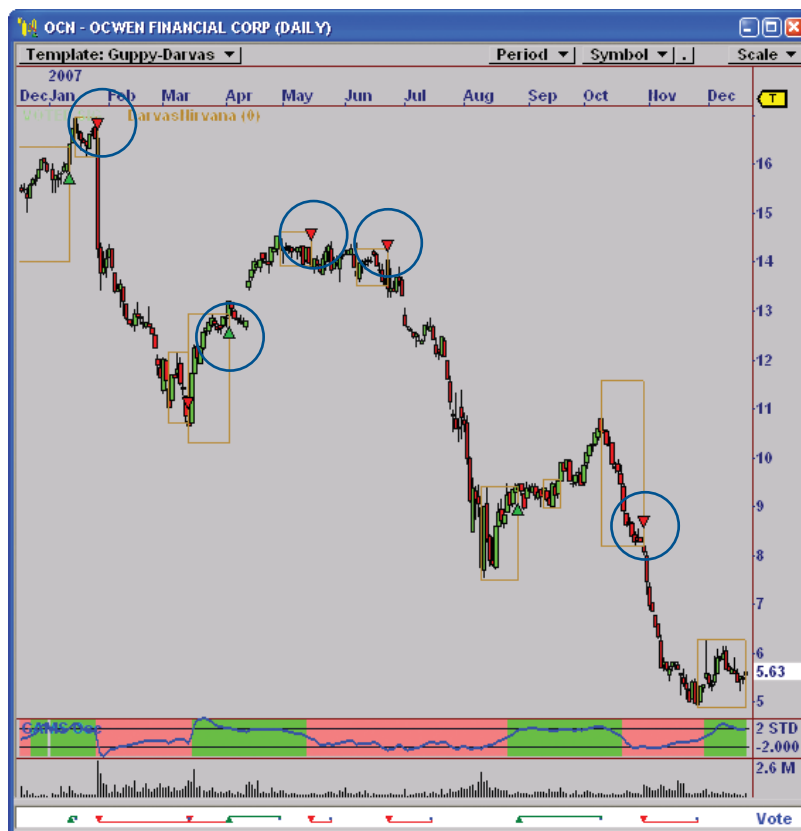 OCN - OCWEN FINANCIAL CORP (DAILY)
Template: Guppy-Darvas Period Symbol . Scale
2007
Dec Jan Feb Mar Apr May Jun Jul Aug Sep Oct Nov Dec
T
DarvasNirvana (0)
16
15
14
13
12
11
10
9
8
7
6
5.63
5
2 STD
-2.000
2.6 M
Vote